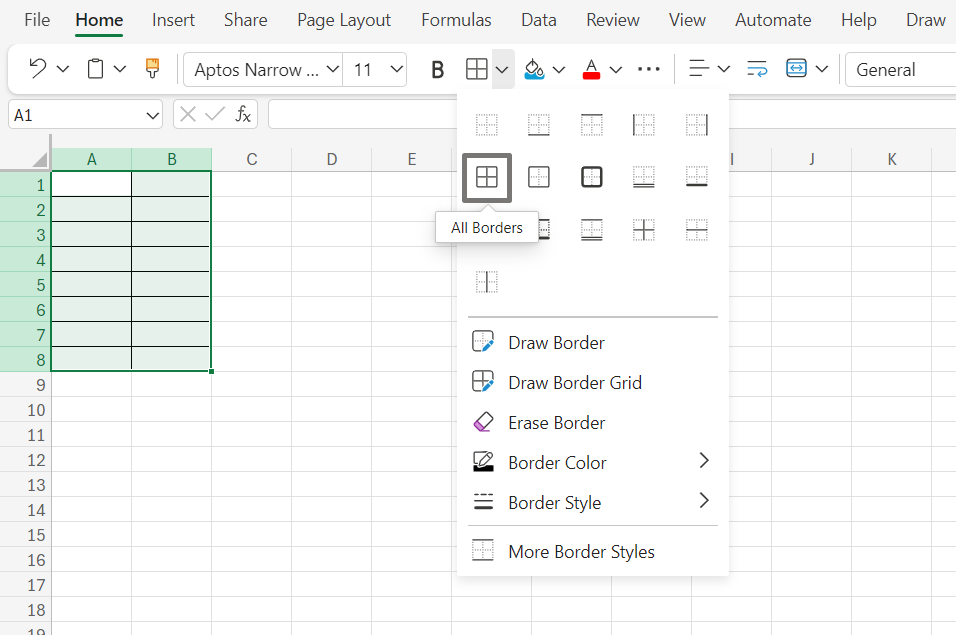 File Home Insert Share Page Layout Formulas Data Review View Automate Help Draw
Aptos Narrow ... 11 B A General
A1 fx
A B C D E I J K
1
2
3
4
5
6
7
8
9
10
11
12
13
14
15
16
17
18
19
All Borders
Draw Border
Draw Border Grid
Erase Border
Border Color
Border Style
More Border Styles